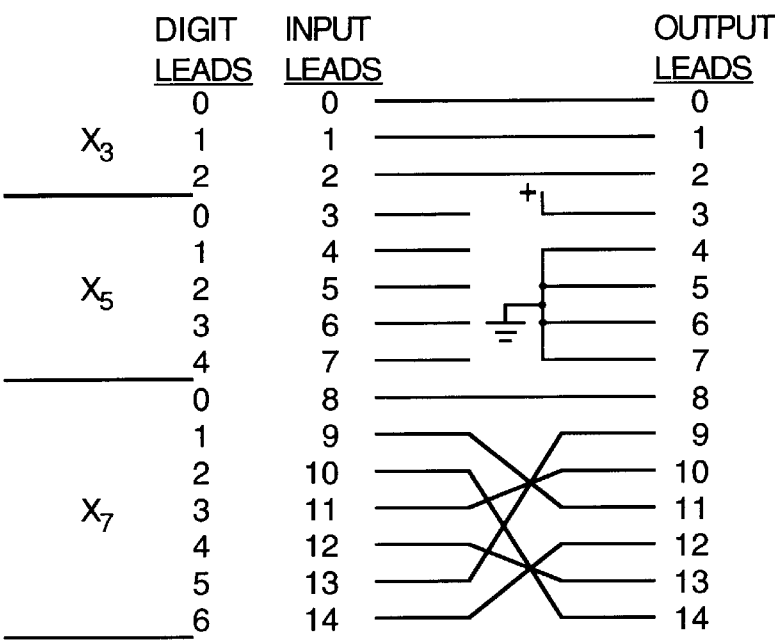 DIGIT INPUT OUTPUT
LEADS LEADS LEADS
0 0 0
X3 1 1 1
2 2 2
+
0 3 3
1 4 4
X5 2 5 5
3 6 6
4 7 7
0 8 8
1 9 9
2 10 10
X7 3 11 11
4 12 12
5 13 13
6 14 14